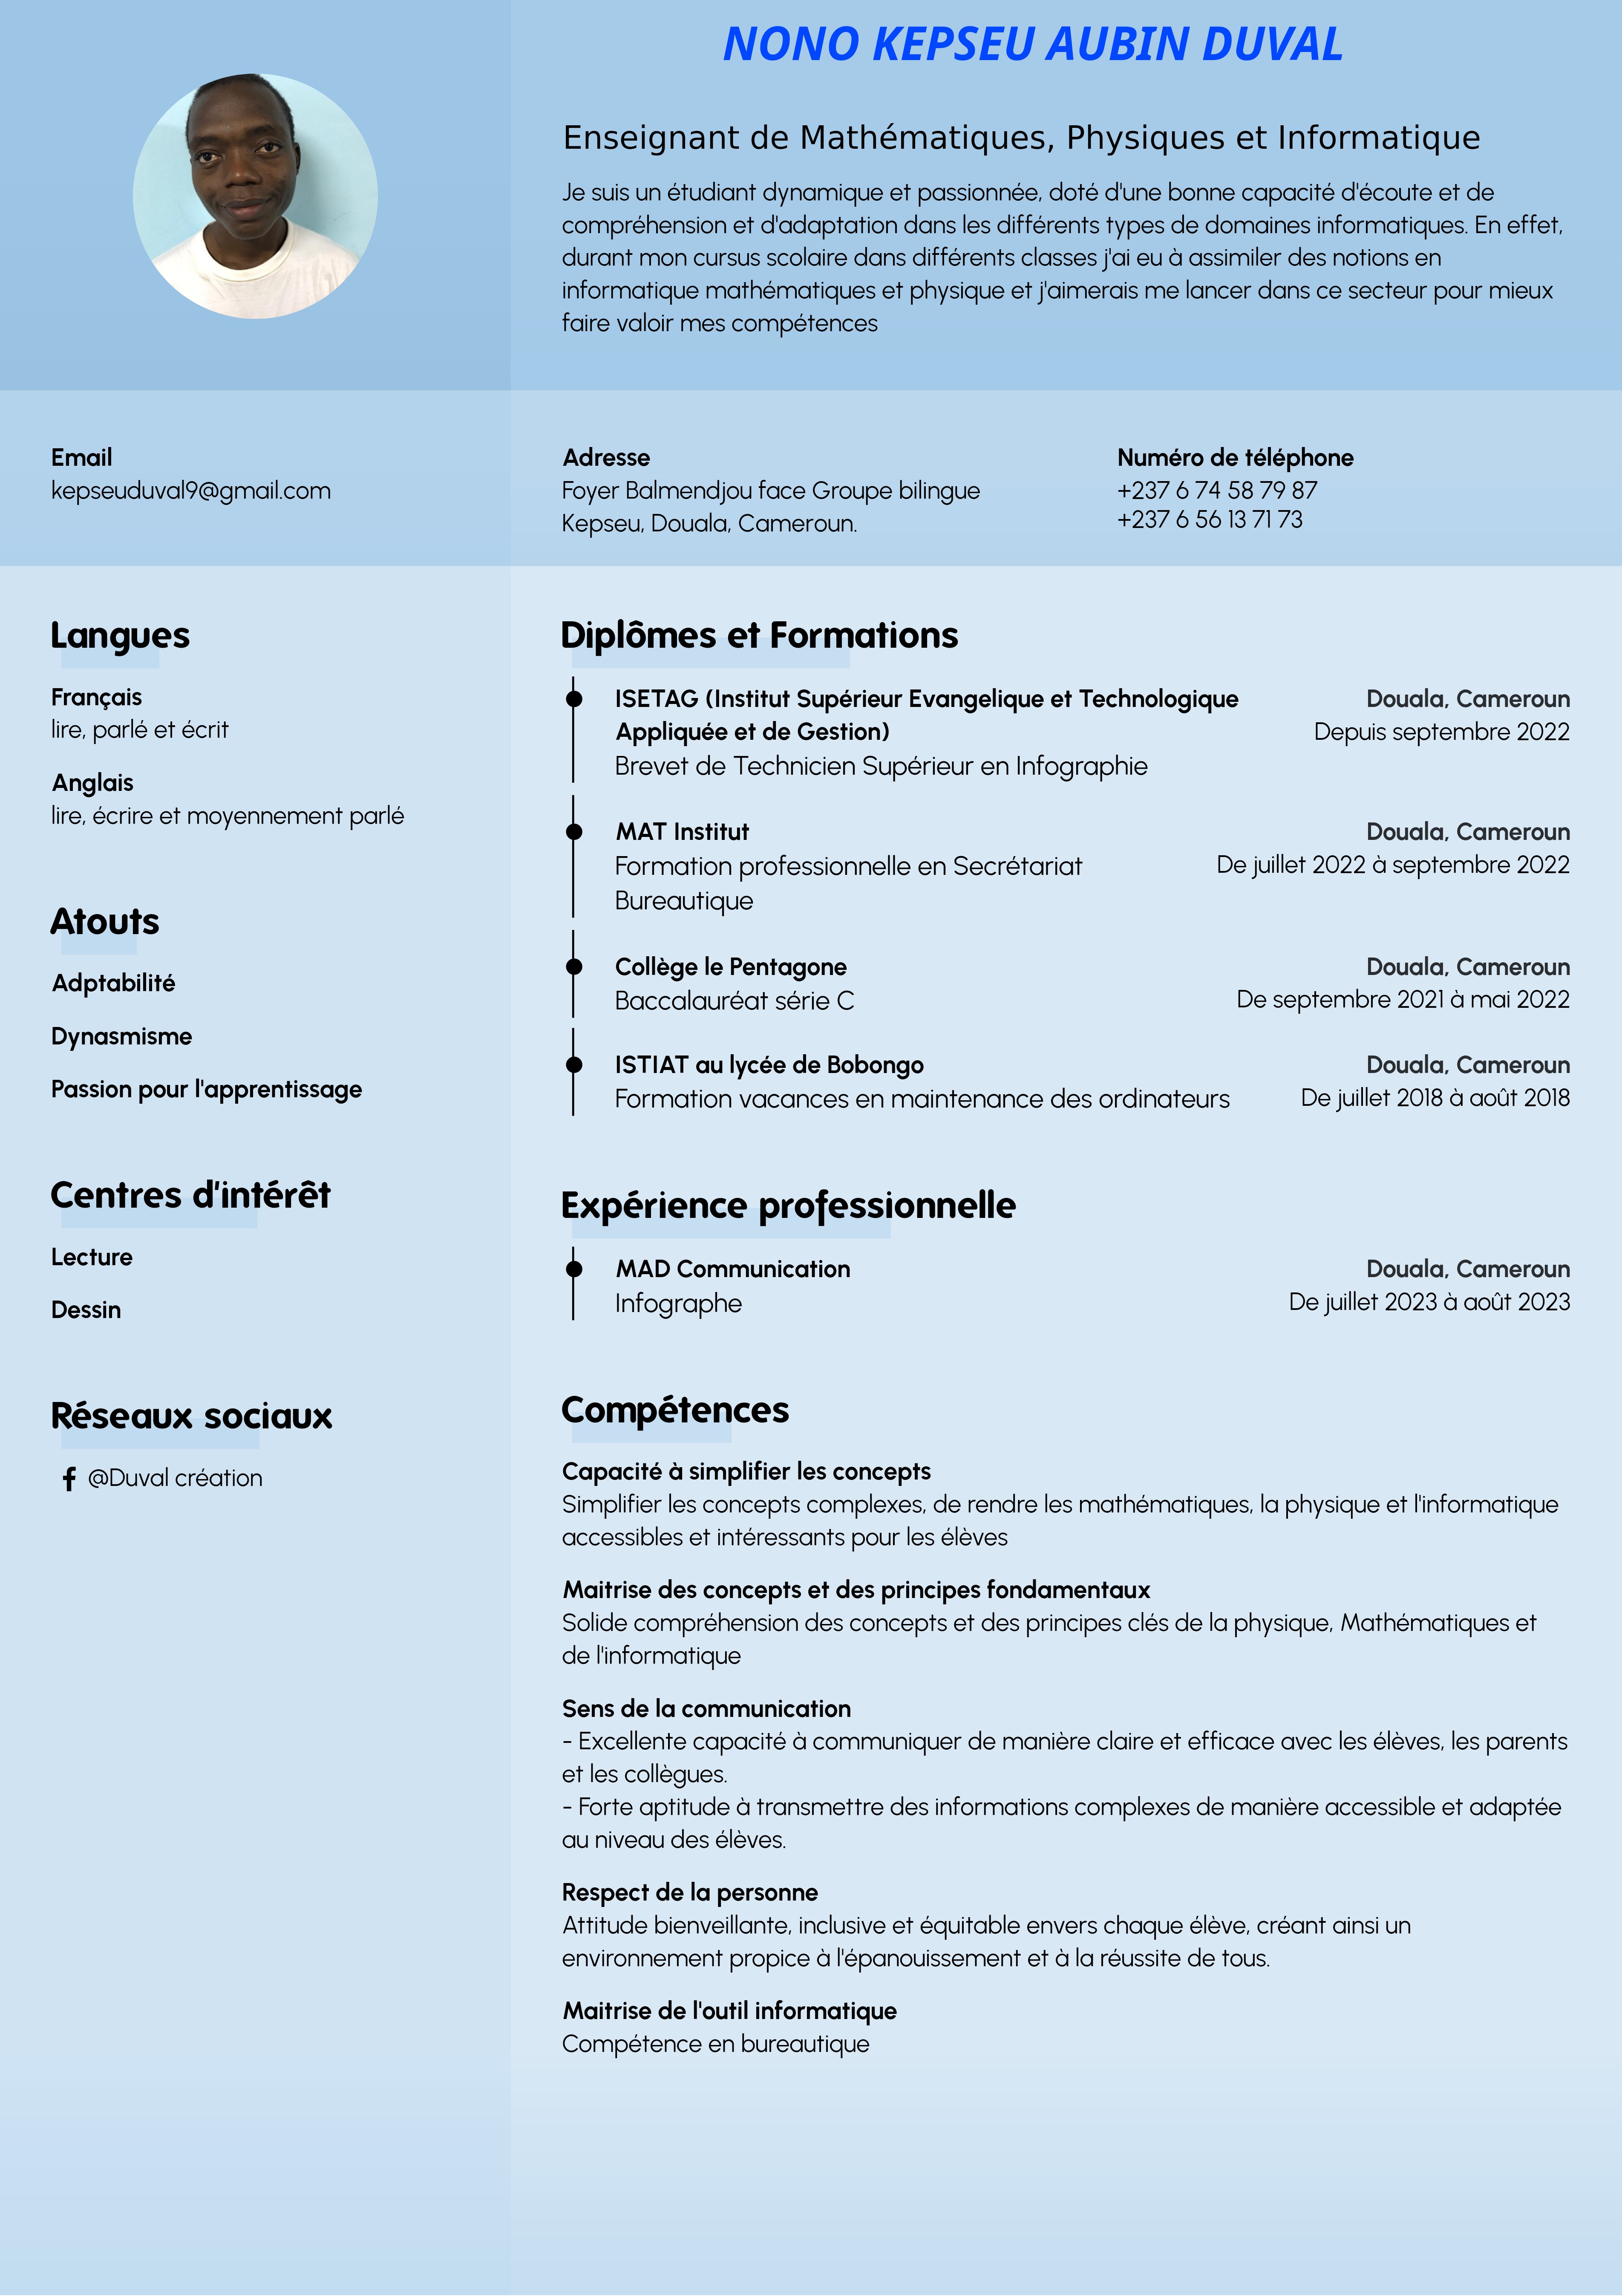 NONO KEPSEU AUBIN DUVAL
Enseignant de Mathématiques, Physiques et Informatique
Je suis un étudiant dynamique et passionnée, doté d'une bonne capacité d'écoute et de
compréhension et d'adaptation dans les différents types de domaines informatiques. En effet,
durant mon cursus scolaire dans différents classes j'ai eu à assimiler des notions en
informatique mathématiques et physique et j'aimerais me lancer dans ce secteur pour mieux
faire valoir mes compétences
Email
kepseuduval9@gmail.com
Adresse
Foyer Balmendjou face Groupe bilingue
Kepseu, Douala, Cameroun.
Numéro de téléphone
+237 6 74 58 79 87
+237 6 56 13 71 73
Langues
Français
lire, parlé et écrit
Anglais
lire, écrire et moyennement parlé
Atouts
Adptabilité
Dynasmisme
Passion pour l'apprentissage
Centres d'intérêt
Lecture
Dessin
Réseaux sociaux
@Duval création
Diplômes et Formations
ISETAG (Institut Supérieur Evangelique et Technologique
Appliquée et de Gestion)
Brevet de Technicien Supérieur en Infographie
Douala, Cameroun
Depuis septembre 2022
MAT Institut
Formation professionnelle en Secrétariat
Bureautique
Douala, Cameroun
De juillet 2022 à septembre 2022
Collège le Pentagone
Baccalauréat série C
Douala, Cameroun
De septembre 2021 à mai 2022
ISTIAT au lycée de Bobongo
Formation vacances en maintenance des ordinateurs
Douala, Cameroun
De juillet 2018 à août 2018
Expérience professionnelle
MAD Communication
Infographe
Douala, Cameroun
De juillet 2023 à août 2023
Compétences
Capacité à simplifier les concepts
Simplifier les concepts complexes, de rendre les mathématiques, la physique et l'informatique
accessibles et intéressants pour les élèves
Maitrise des concepts et des principes fondamentaux
Solide compréhension des concepts et des principes clés de la physique, Mathématiques et
de l'informatique
Sens de la communication
- Excellente capacité à communiquer de manière claire et efficace avec les élèves, les parents
et les collègues.
- Forte aptitude à transmettre des informations complexes de manière accessible et adaptée
au niveau des élèves.
Respect de la personne
Attitude bienveillante, inclusive et équitable envers chaque élève, créant ainsi un
environnement propice à l'épanouissement et à la réussite de tous.
Maitrise de l'outil informatique
Compétence en bureautique